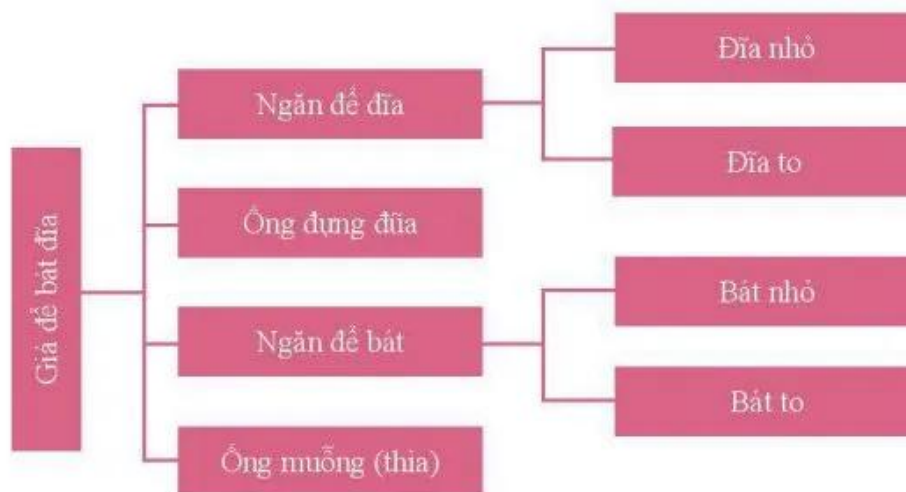 Giá để bát đĩa
Ngăn để đĩa
Đĩa nhỏ
Đĩa to
Ống đựng đũa
Ngăn để bát
Bát nhỏ
Bát to
Ống muỗng (thia)